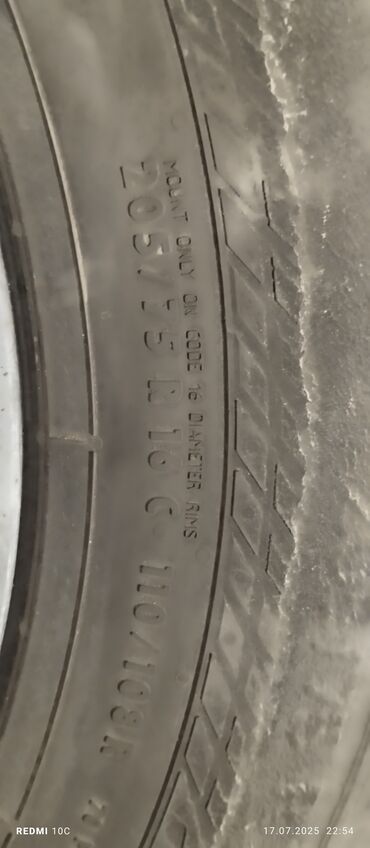 MOUNT ONLY ON CODE 16 DIAMETER RIMS
205/75 R 16 C 110/108R
REDMI 10C
17.07.2025 22:54